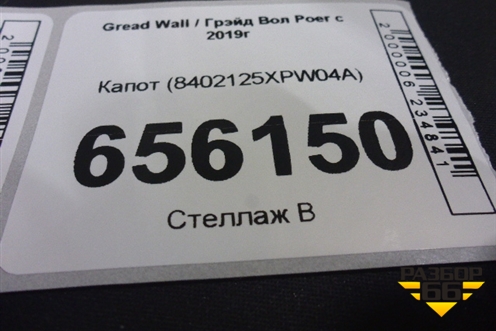 Gread Wall / Грэйд Вол Poer с
2019г
Капот (8402125XPW04A)
656150
Стеллаж В
2000006234841
РАЗБОР
66